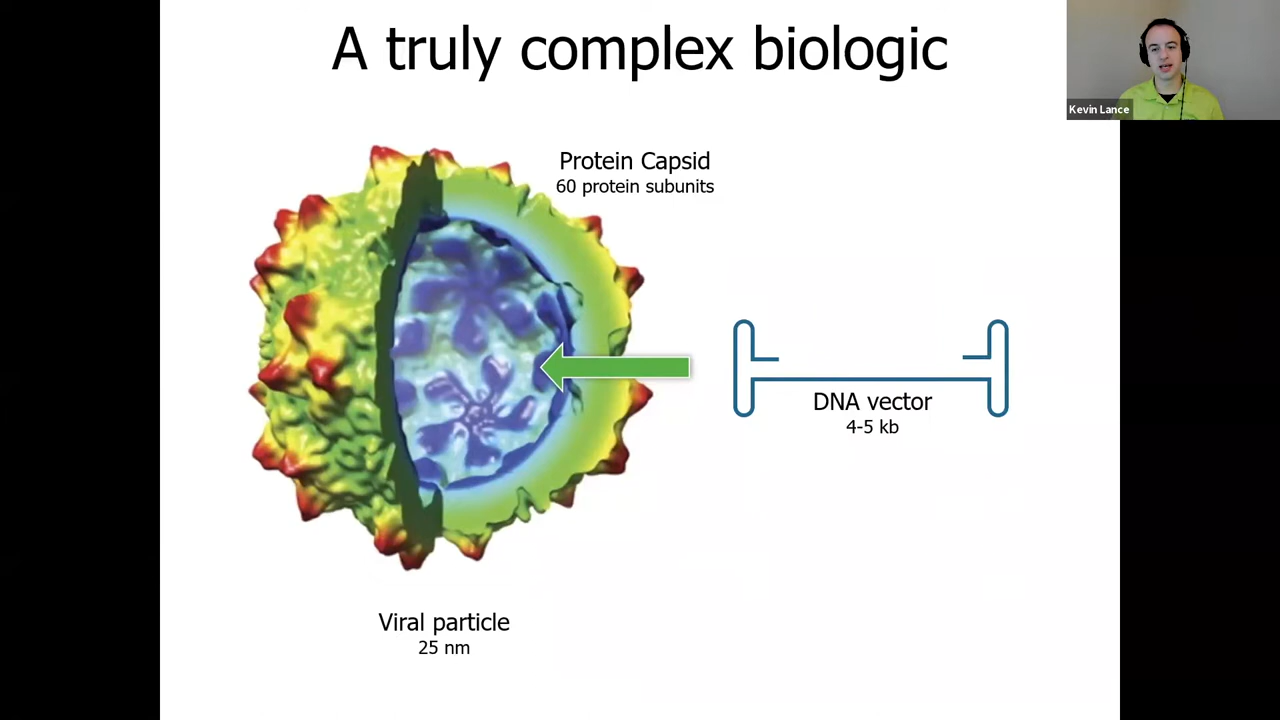 A truly complex biologic
Kevin Lance
Protein Capsid
60 protein subunits
DNA vector
4-5 kb
Viral particle
25 nm